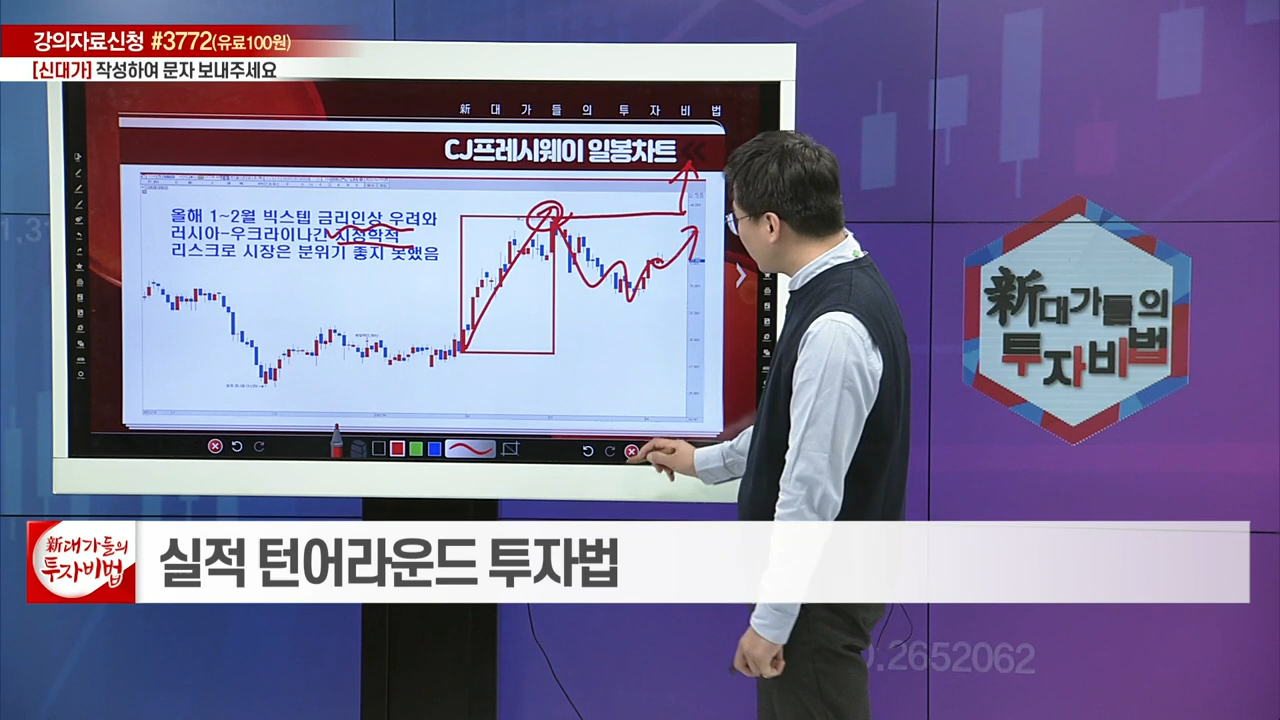 강의자료신청 #3772(유료100원)
[신대가] 작성하여 문자 보내주세요
新 대 가 들 의 투 자 비 법
CJ프레시웨이 일봉차트
올해 1~2월 빅스텝 금리인상 우려와
러시아-우크라이나간 지정학적
리스크로 시장은 분위기 좋지 못했음
新대가들의
투자비법
新대가들의
투자비법
실적 턴어라운드 투자법
0.2652062